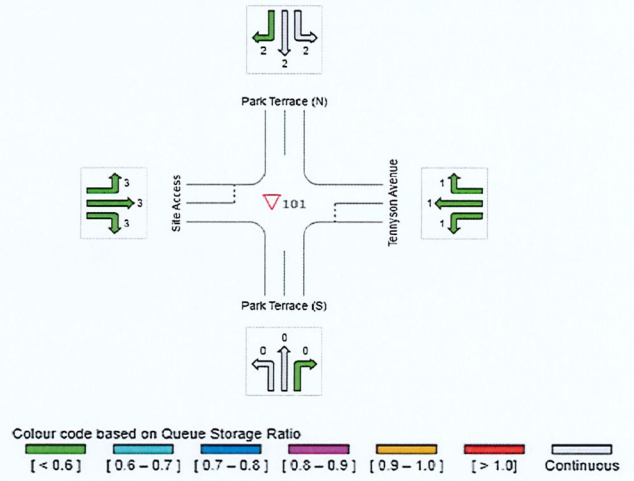 2 2
2
Park Terrace (N)
3
3
3
Site Access
101
Tennyson Avenue
1
1
1
Park Terrace (S)
0
0 0
Colour code based on Queue Storage Ratio
[ < 0.6 ] [ 0.6 – 0.7 ] [ 0.7 – 0.8 ] [ 0.8 – 0.9 ] [ 0.9 – 1.0 ] [ > 1.0] Continuous